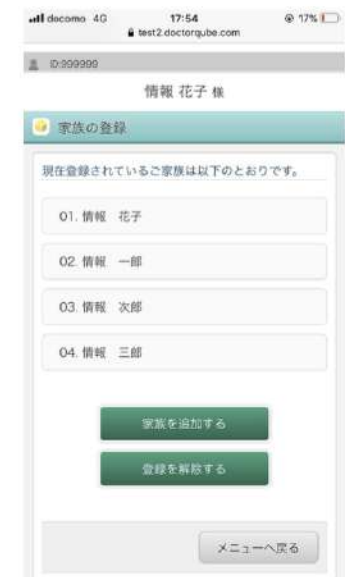 docomo 4G 17:54 17%
test2.doctorqube.com
ID:999999
情報 花子 様
家族の登録
現在登録されているご家族は以下のとおりです。
01. 情報 花子
02. 情報 一郎
03. 情報 次郎
04. 情報 三郎
家族を追加する
登録を解除する
メニューへ戻る